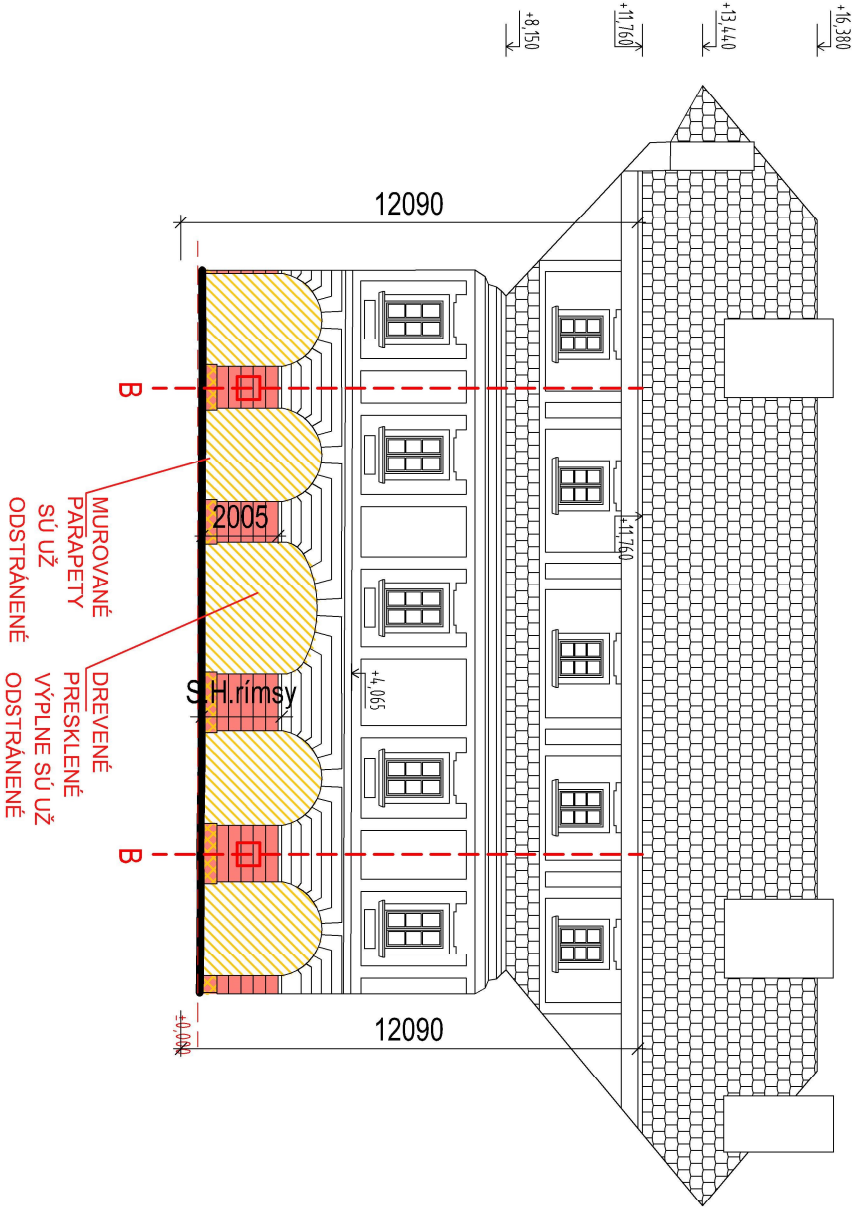 +8,150
+11,760
+13,440
+16,380
12090
B
MUROVANÉ
PARAPETY
SÚ UŽ
ODSTRÁNENÉ
2005
+11,760
DREVENÉ
PRESKLENÉ
VÝPLNE SÚ UŽ
ODSTRÁNENÉ
S.H.rímsy
+4,065
B
12090
±0,000